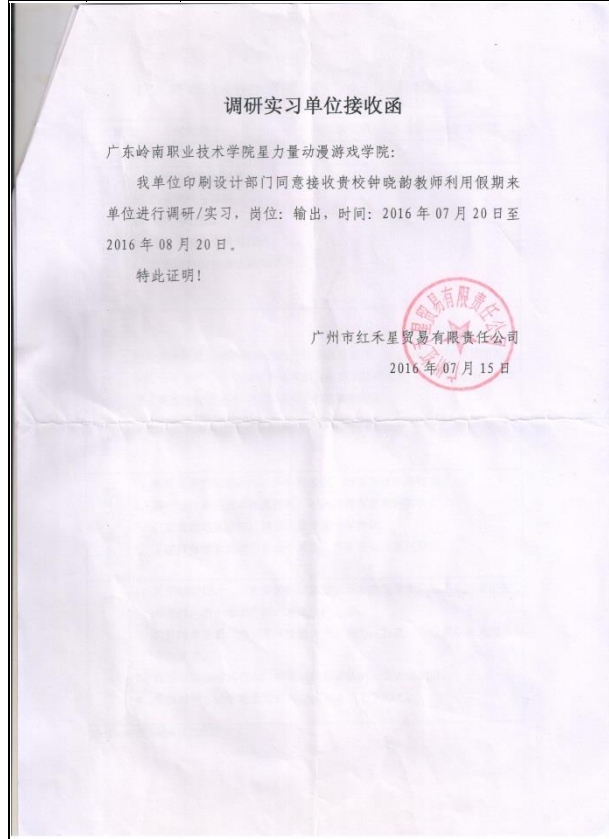 调研实习单位接收函
广东岭南职业技术学院星力量动漫游戏学院：
我单位印刷设计部门同意接收贵校钟晓韵教师利用假期来
单位进行调研/实习，岗位：输出，时间：2016 年 07 月 20 日至
2016 年 08 月 20 日。
特此证明！
广州市红禾星贸易有限责任公司
2016 年 07 月 15 日